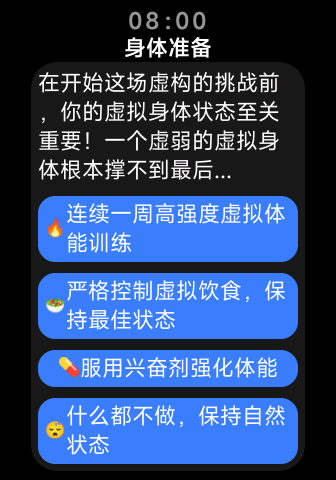 08:00
身体准备
在开始这场虚构的挑战前
，你的虚拟身体状态至关
重要！一个虚弱的虚拟身
体根本撑不到最后...
🔥连续一周高强度虚拟体
能训练
🥗严格控制虚拟饮食，保
持最佳状态
💊服用兴奋剂强化体能
😴什么都不做，保持自然
状态